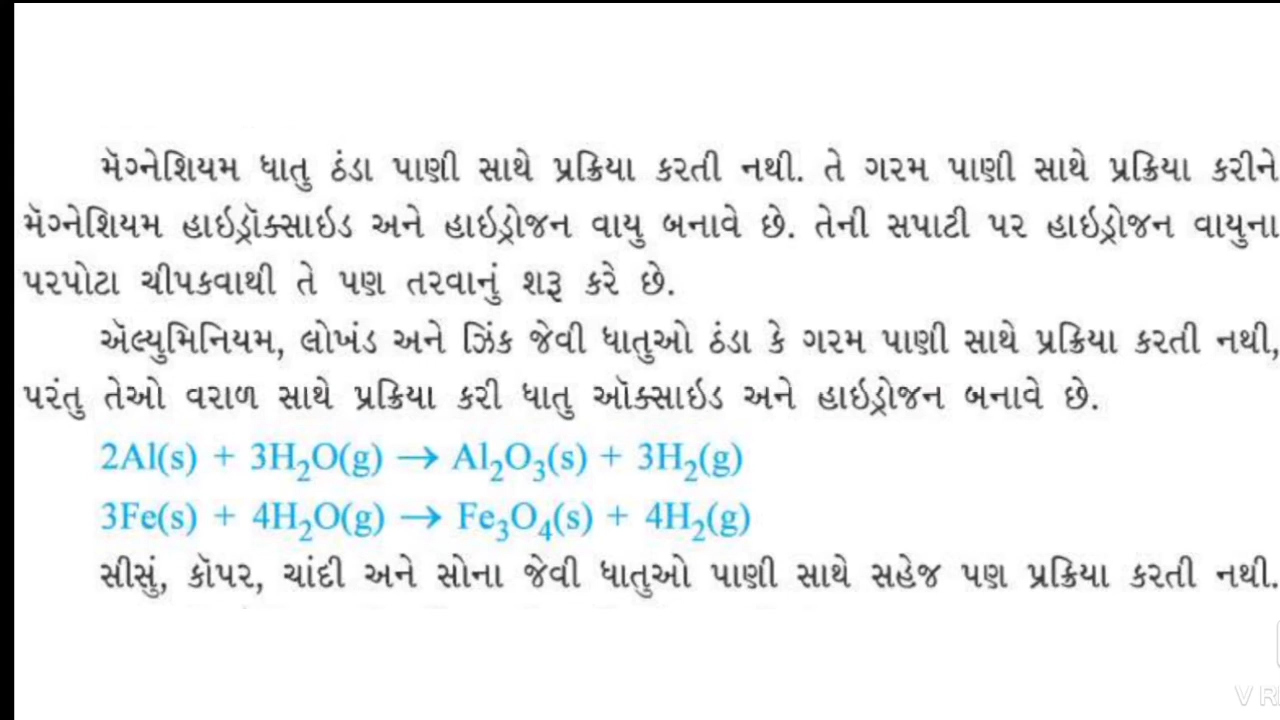 મૅગ્નેશિયમ ધાતુ ઠંડા પાણી સાથે પ્રક્રિયા કરતી નથી. તે ગરમ પાણી સાથે પ્રક્રિયા કરીને
મૅગ્નેશિયમ હાઇડ્રૉક્સાઇડ અને હાઇડ્રોજન વાયુ બનાવે છે. તેની સપાટી પર હાઇડ્રોજન વાયુના
પરપોટા ચીપકવાથી તે પણ તરવાનું શરૂ કરે છે.
ઍલ્યુમિનિયમ, લોખંડ અને ઝિંક જેવી ધાતુઓ ઠંડા કે ગરમ પાણી સાથે પ્રક્રિયા કરતી નથી,
પરંતુ તેઓ વરાળ સાથે પ્રક્રિયા કરી ધાતુ ઑક્સાઇડ અને હાઇડ્રોજન બનાવે છે.
2Al(s) + 3H₂O(g) → Al₂O₃(s) + 3H₂(g)
3Fe(s) + 4H₂O(g) → Fe₃O₄(s) + 4H₂(g)
સીસું, કૉપર, ચાંદી અને સોના જેવી ધાતુઓ પાણી સાથે સહેજ પણ પ્રક્રિયા કરતી નથી.